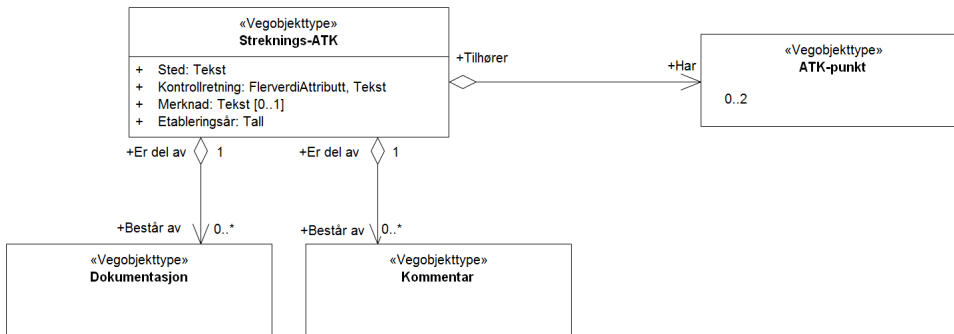 «Vegobjekttype»
Streknings-ATK
+ Sted: Tekst
+ Kontrollretning: FlerverdiAttributt, Tekst
+ Merknad: Tekst [0..1]
+ Etableringsår: Tall
+Tilhører
+Har
«Vegobjekttype»
ATK-punkt
0..2
+Er del av
1
+Er del av
1
+Består av
0..*
+Består av
0..*
«Vegobjekttype»
Dokumentasjon
«Vegobjekttype»
Kommentar